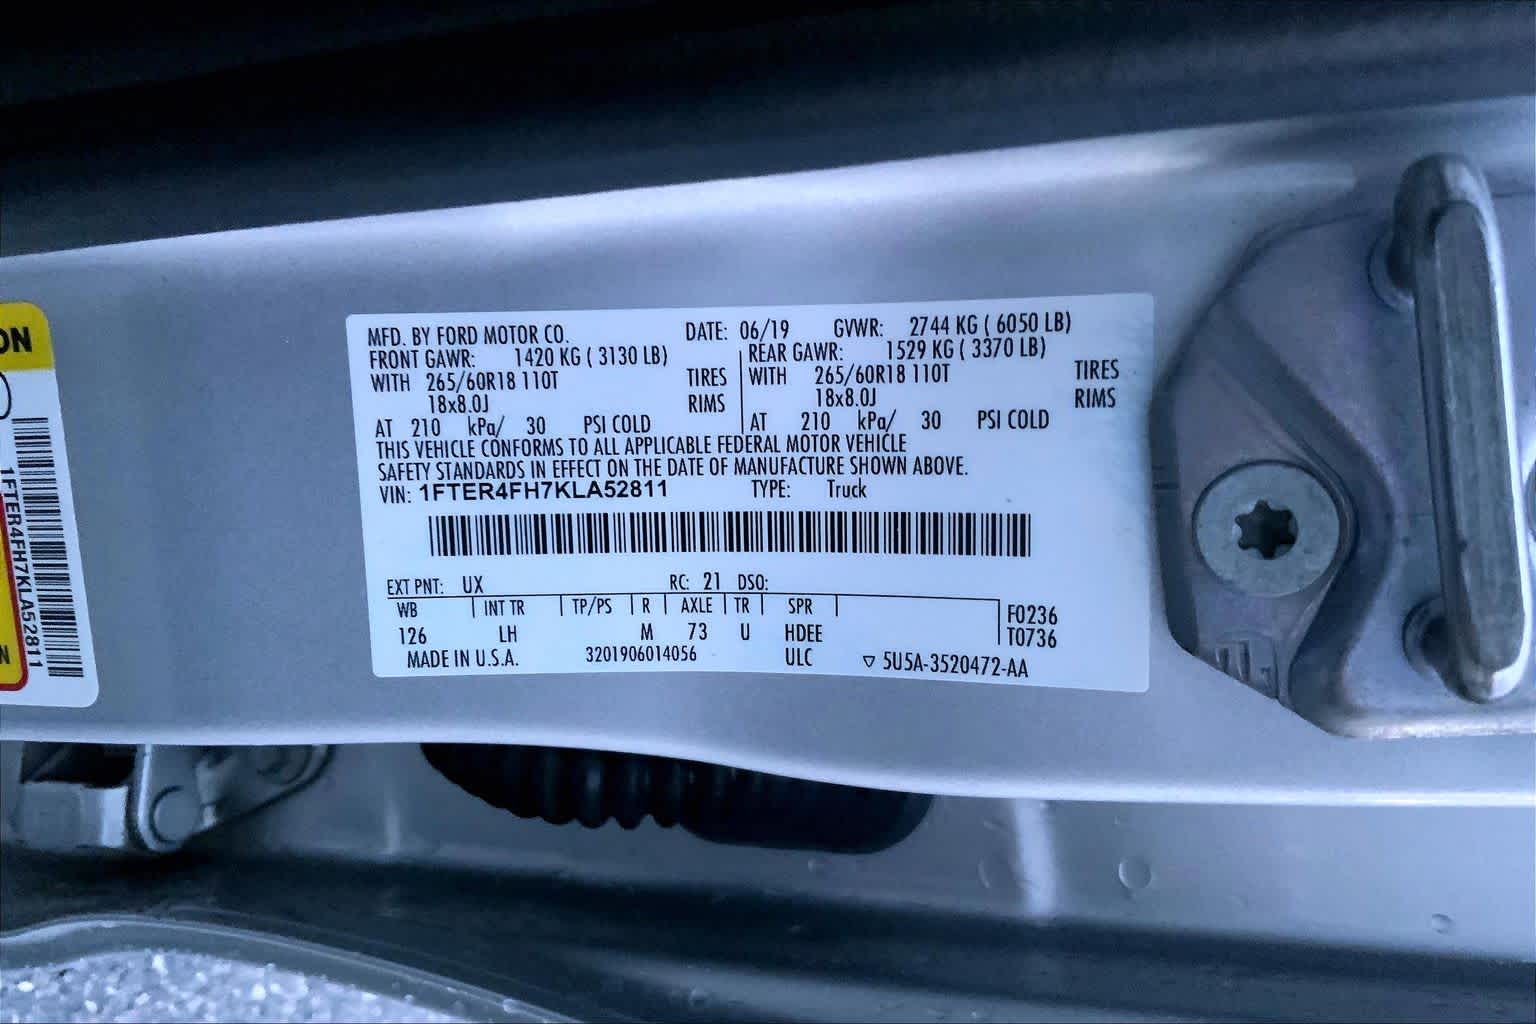 ON
1FTER4FH7KLA52811
N
MFD. BY FORD MOTOR CO. DATE: 06/19 GVWR: 2744 KG ( 6050 LB)
FRONT GAWR: 1420 KG ( 3130 LB) REAR GAWR: 1529 KG ( 3370 LB)
WITH 265/60R18 110T TIRES WITH 265/60R18 110T TIRES
18x8.0J RIMS 18x8.0J RIMS
AT 210 kPa/ 30 PSI COLD AT 210 kPa/ 30 PSI COLD
THIS VEHICLE CONFORMS TO ALL APPLICABLE FEDERAL MOTOR VEHICLE
SAFETY STANDARDS IN EFFECT ON THE DATE OF MANUFACTURE SHOWN ABOVE.
VIN: 1FTER4FH7KLA52811 TYPE: Truck
EXT PNT: UX RC: 21 DSO:
WB INT TR TP/PS R AXLE TR SPR F0236
126 LH M 73 U HDEE T0736
MADE IN U.S.A. 3201906014056 ULC ▽ 5U5A-3520472-AA